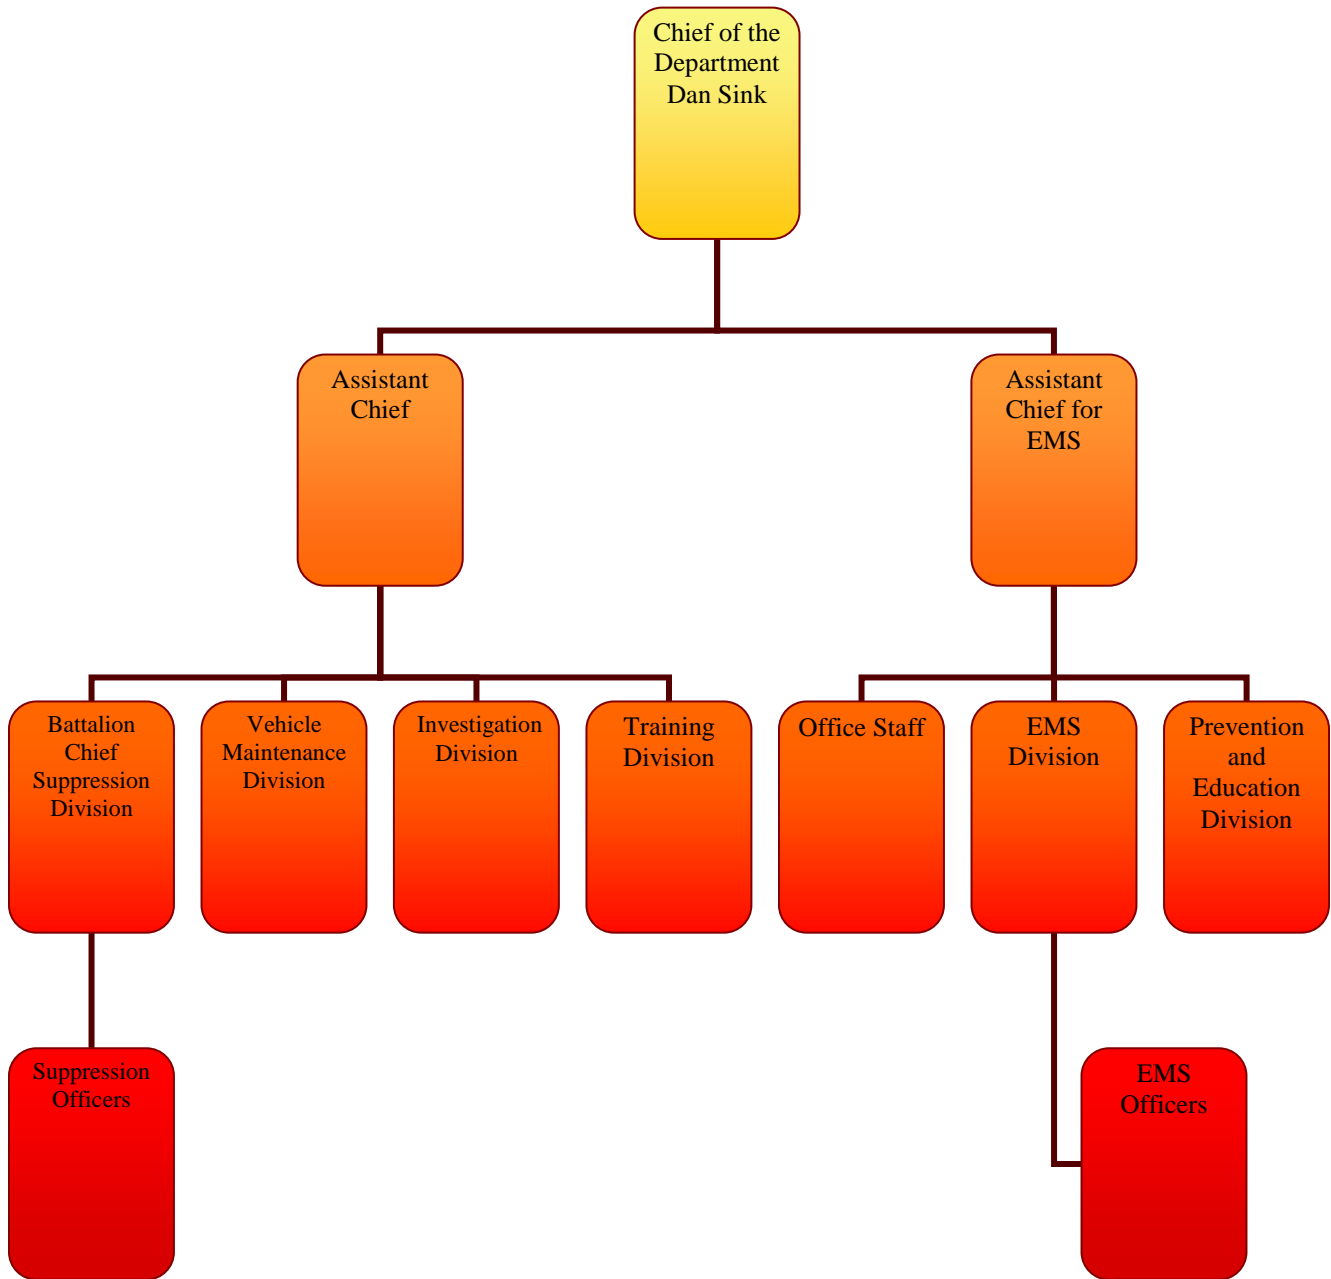 Chief of the
Department
Dan Sink
Assistant
Chief
Assistant
Chief for
EMS
Battalion
Chief
Suppression
Division
Vehicle
Maintenance
Division
Investigation
Division
Training
Division
Office Staff
EMS
Division
Prevention
and
Education
Division
Suppression
Officers
EMS
Officers